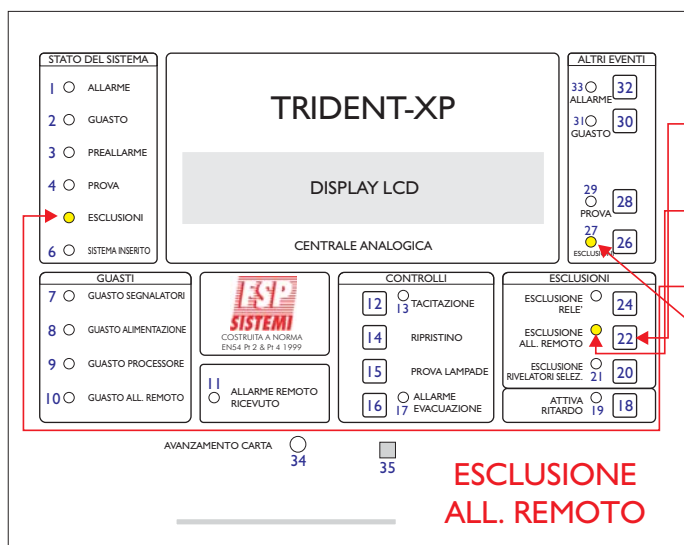 STATO DEL SISTEMA
1 ALLARME
2 GUASTO
3 PREALLARME
4 PROVA
ESCLUSIONI
6 SISTEMA INSERITO
TRIDENT-XP
DISPLAY LCD
CENTRALE ANALOGICA
ALTRI EVENTI
33 32
ALLARME
31 30
GUASTO
29
28
PROVA
27
26
ESCLUSIONI
GUASTI
7 GUASTO SEGNALATORI
8 GUASTO ALIMENTAZIONE
9 GUASTO PROCESSORE
10 GUASTO ALL. REMOTO
ESP
SISTEMI
COSTRUITA A NORMA
EN54 Pt 2 & Pt 4 1999
11
ALLARME REMOTO
RICEVUTO
CONTROLLI
12 13 TACITAZIONE
14 RIPRISTINO
15 PROVA LAMPADE
16 17 ALLARME
EVACUAZIONE
ESCLUSIONI
ESCLUSIONE
RELE'
24
ESCLUSIONE
ALL. REMOTO
22
ESCLUSIONE
RIVELATORI SELEZ.
21 20
ATTIVA
RITARDO
19 18
AVANZAMENTO CARTA
34 35
ESCLUSIONE
ALL. REMOTO